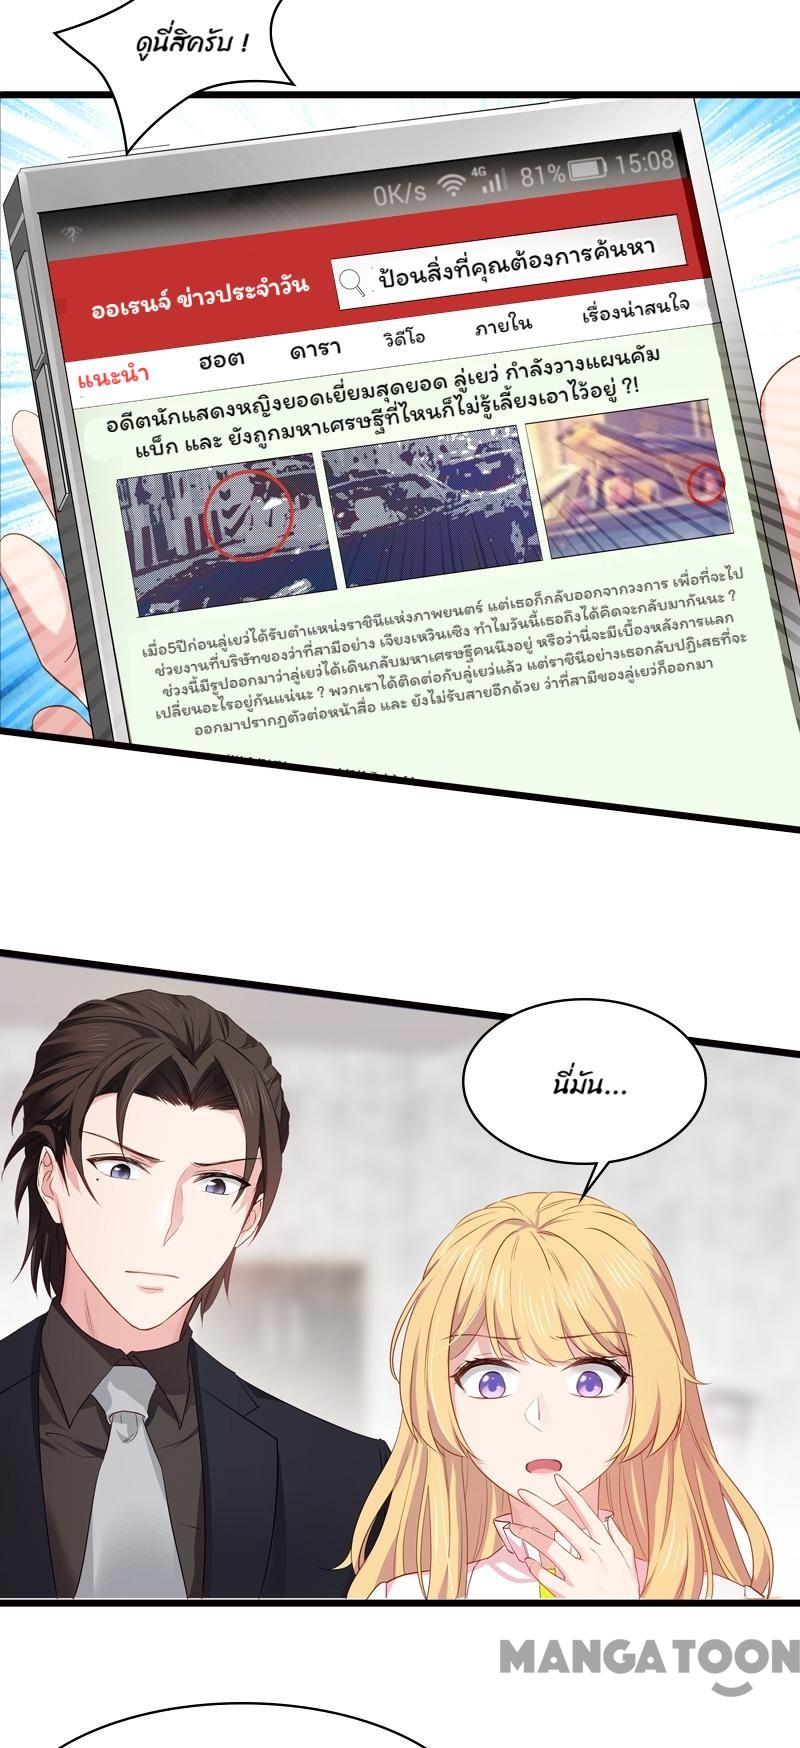 ดูนี่สิครับ !
0K/s 4G 81% 15:08
ออเรนจ์ ข่าวประจำวัน
ป้อนสิ่งที่คุณต้องการค้นหา
แนะนำ ฮอต ดารา วิดีโอ ภายใน เรื่องน่าสนใจ
อดีตนักแสดงหญิงยอดเยี่ยมสุดยอด ลู่เยว่ กำลังวางแผนคัม
แบ็ก และ ยังถูกมหาเศรษฐีที่ไหนก็ไม่รู้เลี้ยงเอาไว้อยู่ ?!
เมื่อ5ปีก่อนลู่เยว่ได้รับตำแหน่งราชินีแห่งภาพยนตร์ แต่เธอก็กลับออกจากวงการ เพื่อที่จะไป
ช่วยงานที่บริษัทของว่าที่สามีอย่าง เจียงเหวินเชิง ทำไมวันนี้เธอถึงได้คิดจะกลับมากันนะ ?
ช่วงนี้มีรูปออกมาว่าลู่เยว่ได้เดินกลับมหาเศรษฐีคนนึงอยู่ หรือว่านี่จะมีเบื้องหลังการแลก
เปลี่ยนอะไรอยู่กันแน่นะ ? พวกเราได้ติดต่อกับลู่เยว่แล้ว แต่ราชินีอย่างเธอกลับปฏิเสธที่จะ
ออกมาปรากฏตัวต่อหน้าสื่อ และ ยังไม่รับสายอีกด้วย ว่าที่สามีของลู่เยว่ก็ออกมา
นี่มัน...
MANGATOON